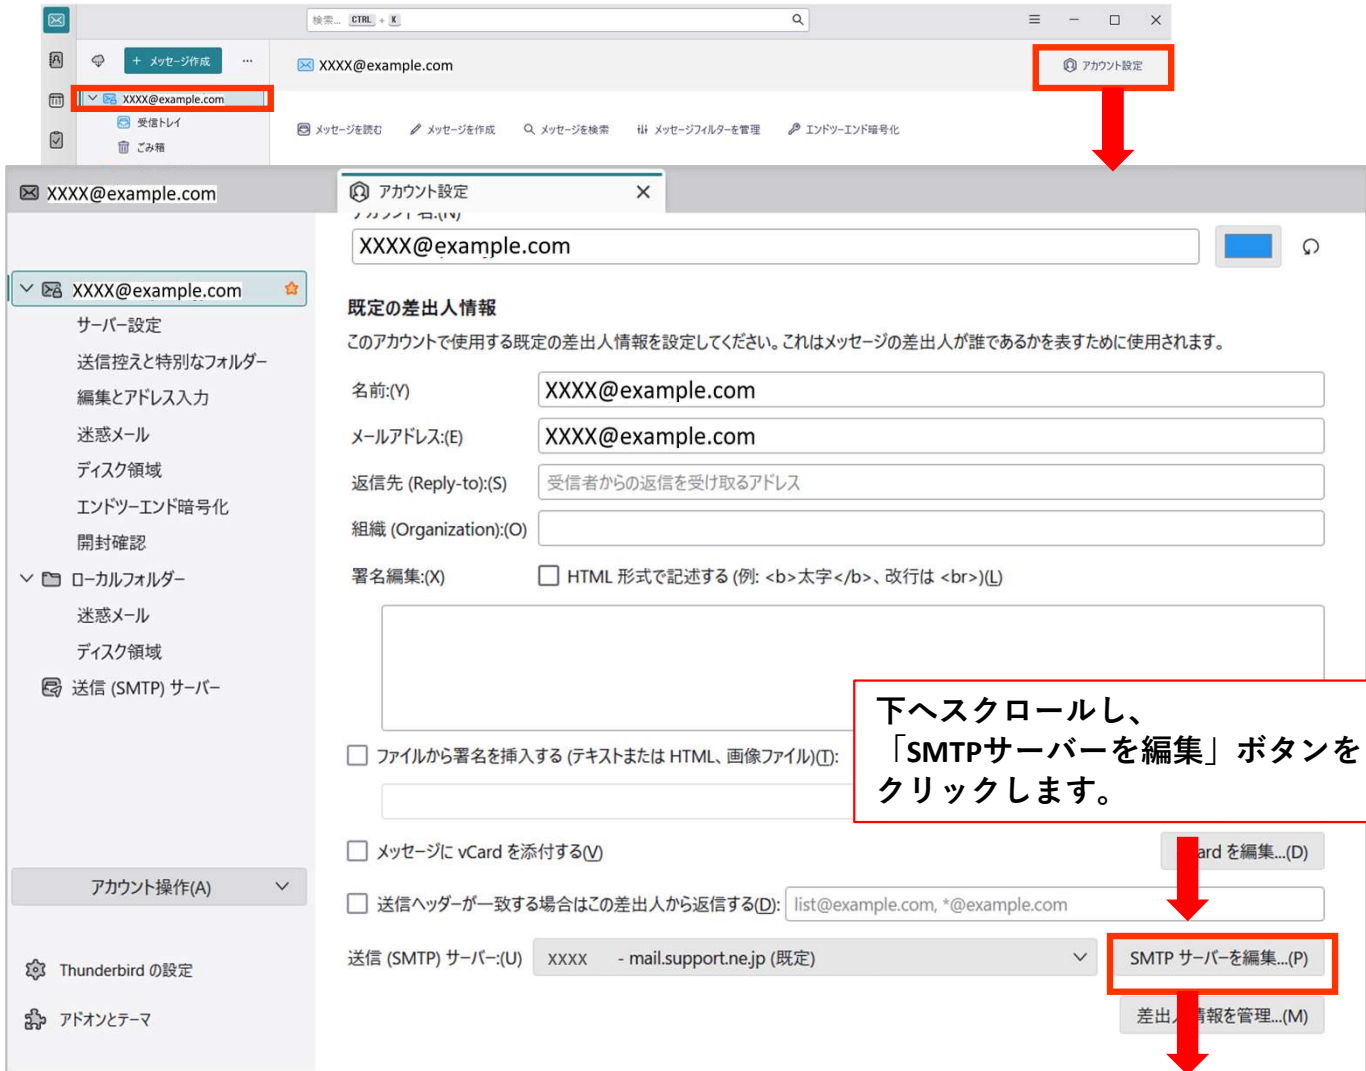 検索... CTRL + K
+ メッセージ作成 ...
XXXX@example.com
アカウント設定
XXXX@example.com
受信トレイ
ごみ箱
メッセージを読む メッセージを作成 メッセージを検索 メッセージフィルターを管理 エンドツーエンド暗号化
XXXX@example.com
アカウント設定
アカウント名:(N)
XXXX@example.com
XXXX@example.com
サーバー設定
送信控えと特別なフォルダー
編集とアドレス入力
迷惑メール
ディスク領域
エンドツーエンド暗号化
開封確認
ローカルフォルダー
迷惑メール
ディスク領域
送信 (SMTP) サーバー
アカウント操作(A)
Thunderbird の設定
アドオンとテーマ
既定の差出人情報
このアカウントで使用する既定の差出人情報を設定してください。これはメッセージの差出人が誰であるかを表すために使用されます。
名前:(Y) XXXX@example.com
メールアドレス:(E) XXXX@example.com
返信先 (Reply-to):(S) 受信者からの返信を受け取るアドレス
組織 (Organization):(O)
署名編集:(X) HTML 形式で記述する (例: <b>太字</b>、改行は <br>)(L)
下へスクロールし、
「SMTPサーバーを編集」ボタンを
クリックします。
ファイルから署名を挿入する (テキストまたは HTML、画像ファイル)(T):
メッセージに vCard を添付する(V) ard を編集...(D)
送信ヘッダーが一致する場合はこの差出人から返信する(D): list@example.com, *@example.com
送信 (SMTP) サーバー:(U) XXXX - mail.support.ne.jp (既定) SMTP サーバーを編集...(P)
差出人情報を管理...(M)